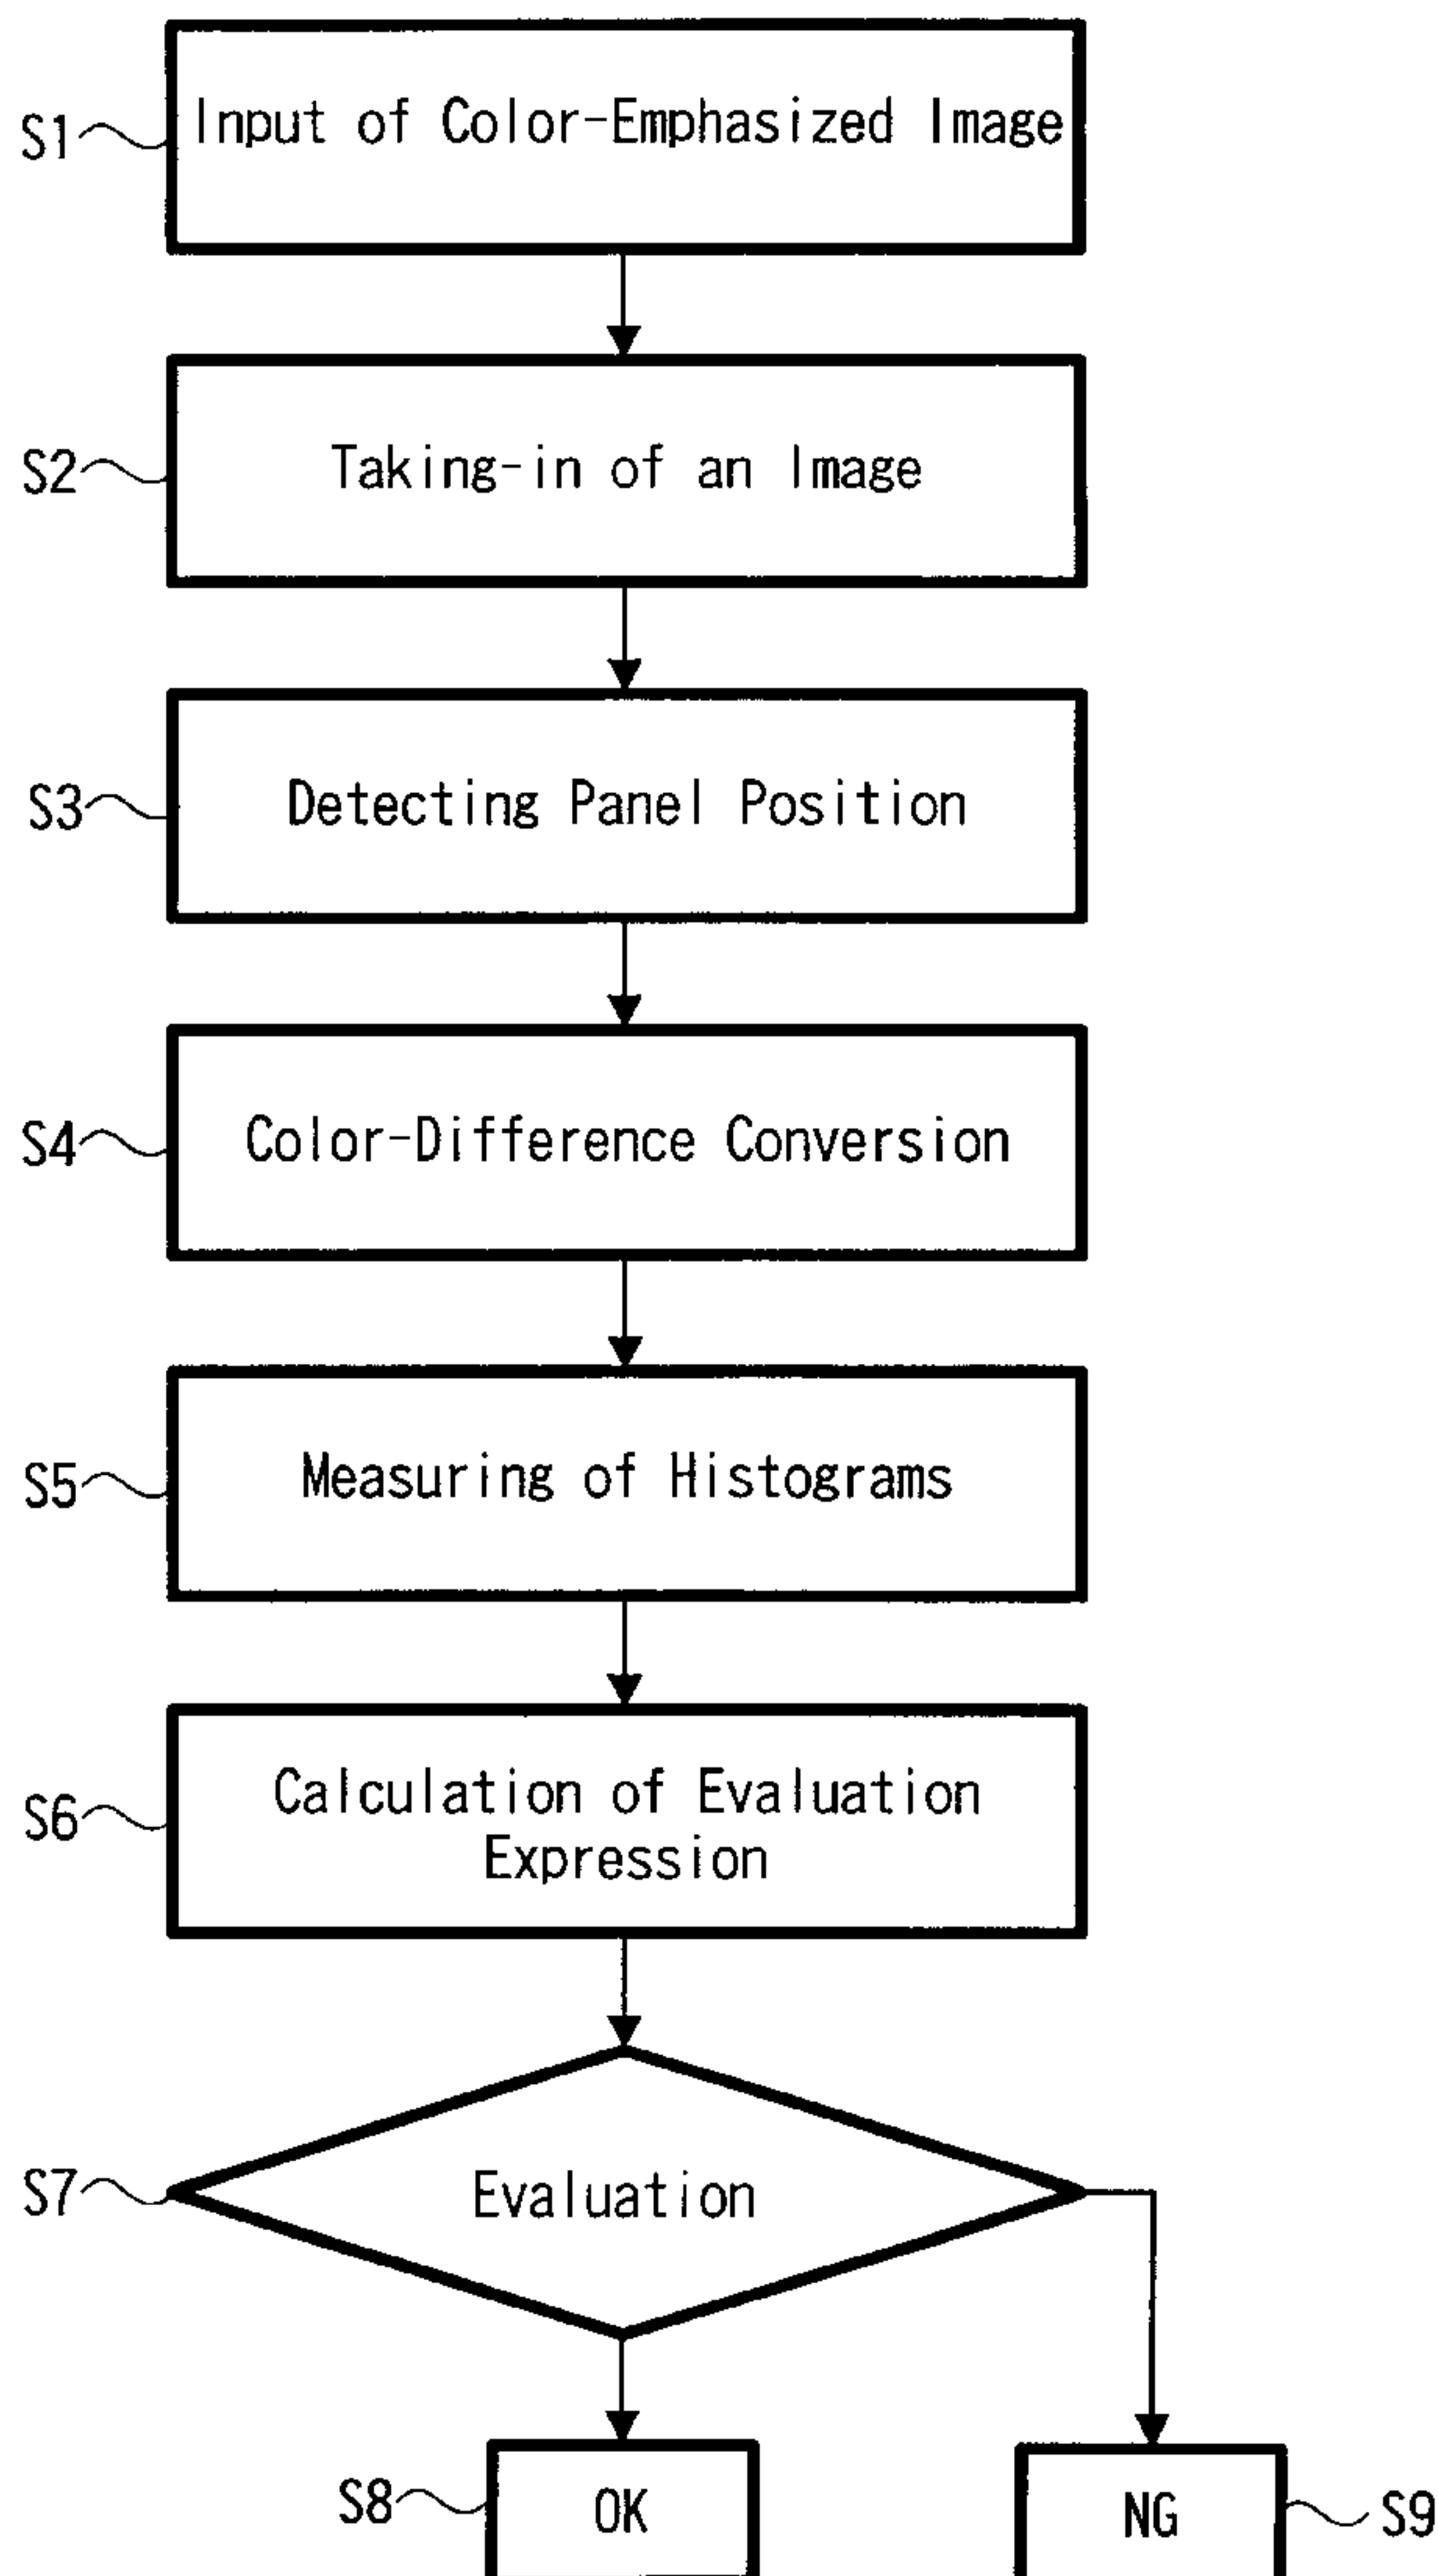 S1
Input of Color-Emphasized Image
S2
Taking-in of an Image
S3
Detecting Panel Position
S4
Color-Difference Conversion
S5
Measuring of Histograms
S6
Calculation of Evaluation
Expression
S7
Evaluation
S8
OK
NG
S9